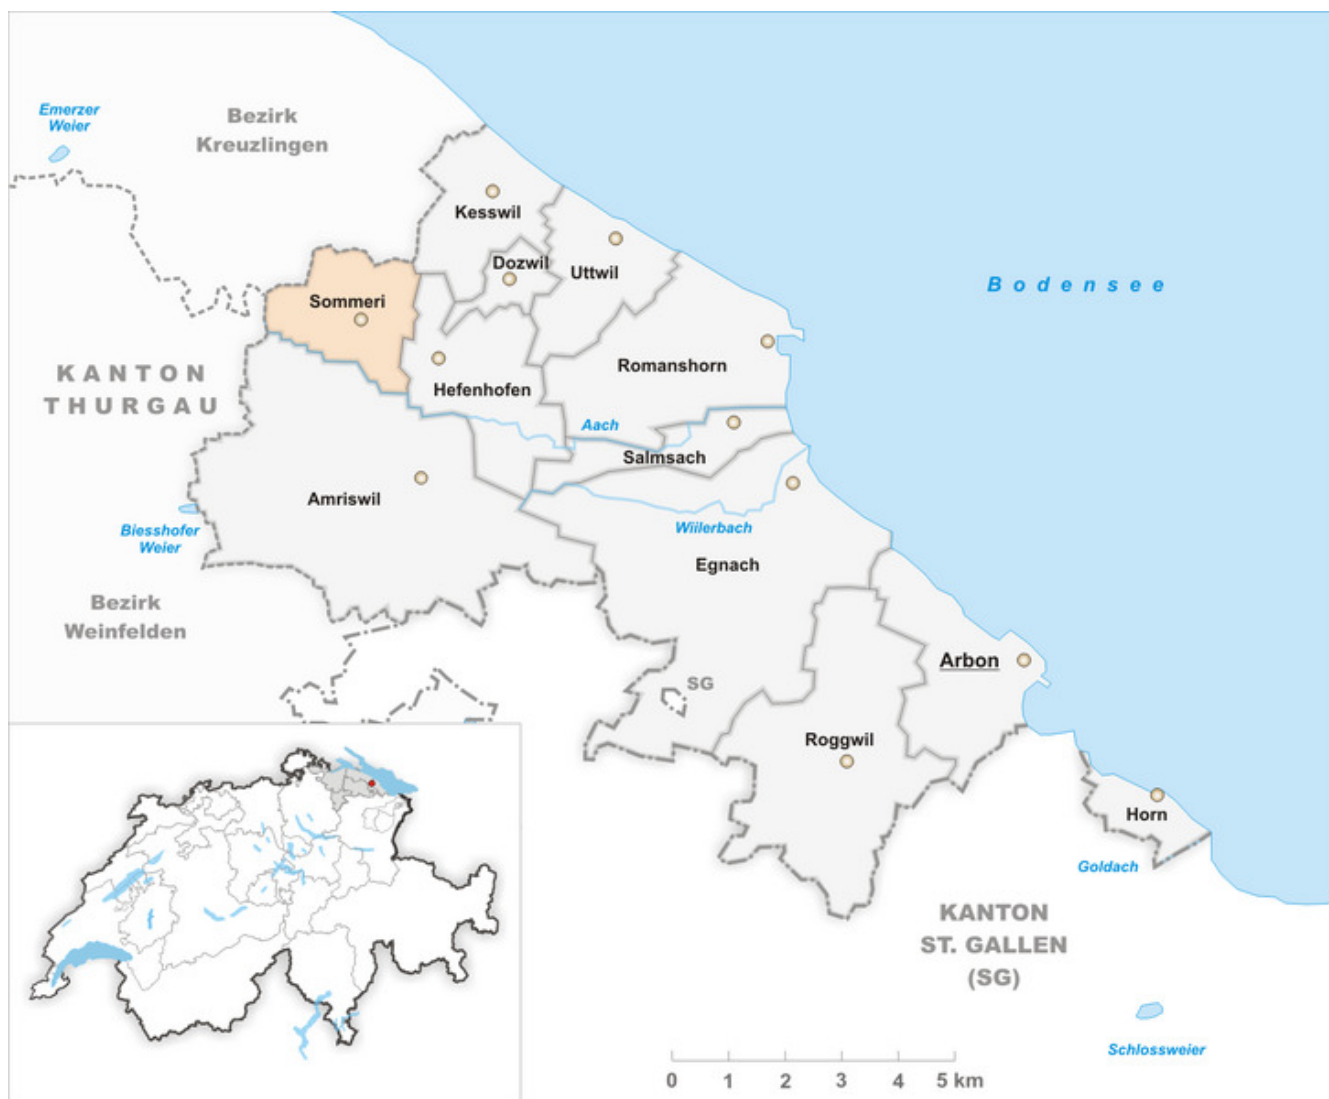 Emerzer
Weier
Bezirk
Kreuzlingen
Kesswil
Dozwil
Uttwil
Bodensee
Sommeri
KANTON
THURGAU
Romanshorn
Hefenhofen
Aach
Salmsach
Amriswil
Biesshofer
Weier
Wiilerbach
Egnach
Bezirk
Weinfelden
Arbon
SG
Roggwil
Horn
Goldach
KANTON
ST. GALLEN
(SG)
Schlossweier
0 1 2 3 4 5 km